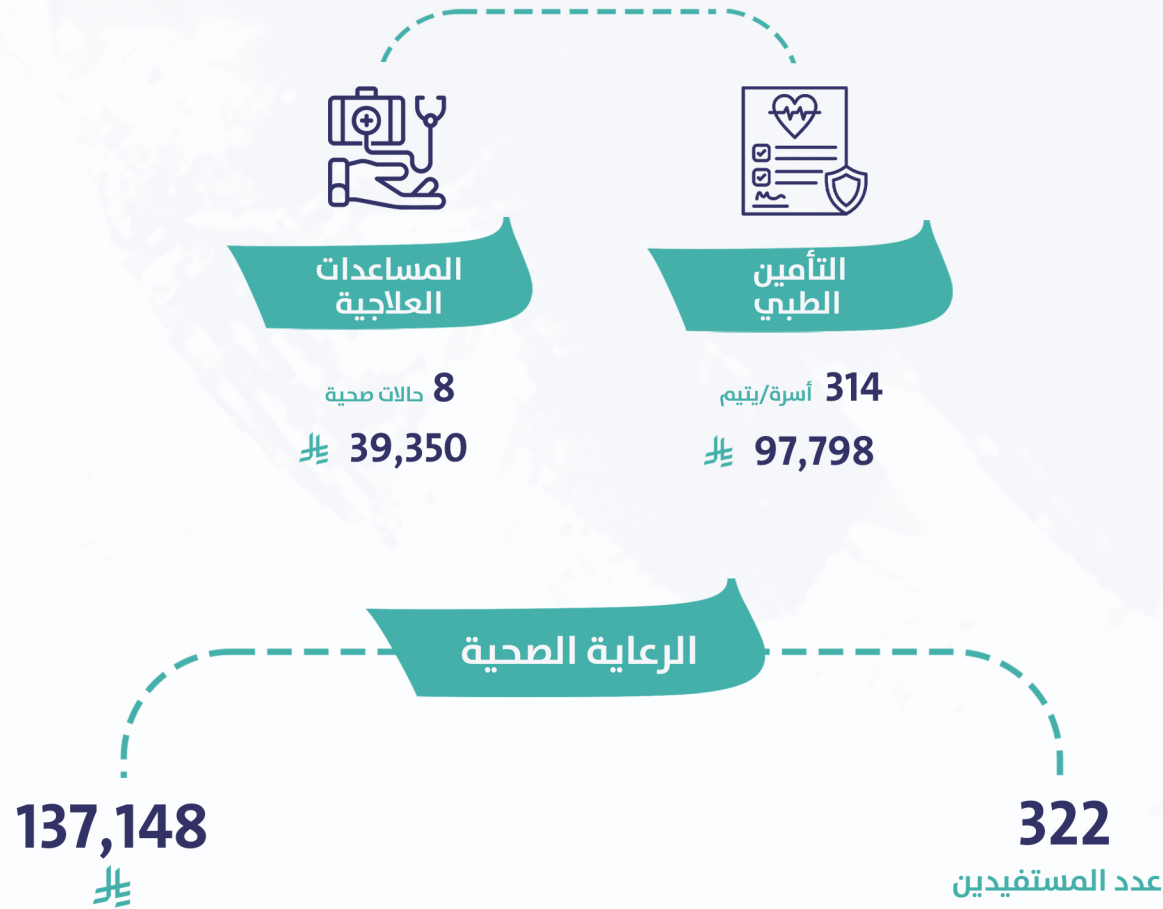 التأمين
الطبي
314 أسرة/يتيم
97,798 ⃁
المساعدات
العلاجية
8 حالات صحية
39,350 ⃁
الرعاية الصحية
322
عدد المستفيدين
137,148
⃁